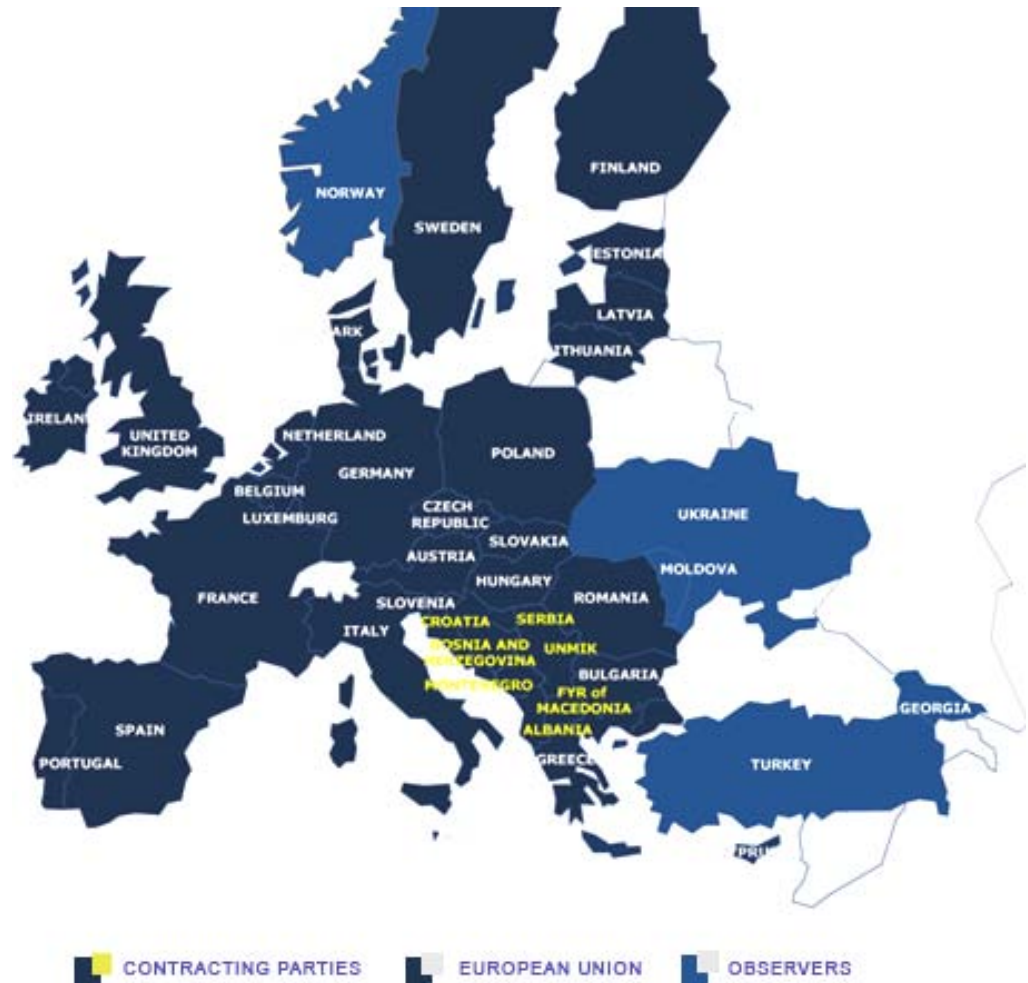 FINLAND
NORWAY
SWEDEN
ESTONIA
LATVIA
ARK
ITHUANIA
IRELAN
UNITED
KINGDOM
NETHERLAND
POLAND
GERMANY
BELGIUM
LUXEMBURG
CZECH
REPUBLIC
UKRAINE
SLOVAKIA
AUSTRIA
MOLDOVA
HUNGARY
FRANCE
ROMANIA
SLOVENIA
CROATIA
SERBIA
ITALY
BOSNIA AND
HERZEGOVINA
UNMIK
BULGARIA
MONTENEGRO
FYR of
MACEDONIA
GEORGIA
SPAIN
ALBANIA
PORTUGAL
GREECE
TURKEY
YPRU
CONTRACTING PARTIES
EUROPEAN UNION
OBSERVERS